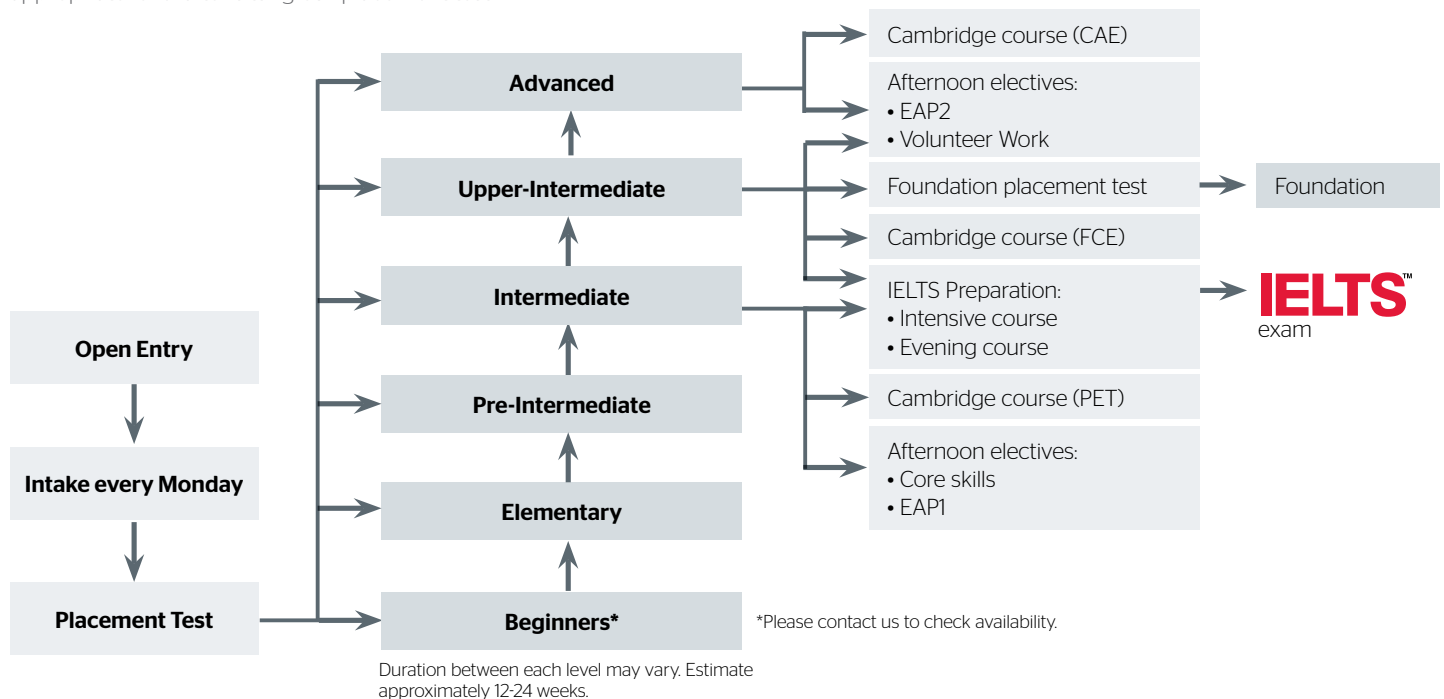 Cambridge course (CAE)
Advanced
Afternoon electives:
• EAP2
• Volunteer Work
Upper-Intermediate
Foundation placement test
Foundation
Cambridge course (FCE)
Intermediate
IELTS Preparation:
• Intensive course
• Evening course
IELTS™
exam
Open Entry
Pre-Intermediate
Cambridge course (PET)
Intake every Monday
Elementary
Afternoon electives:
• Core skills
• EAP1
Placement Test
Beginners*
*Please contact us to check availability.
Duration between each level may vary. Estimate
approximately 12-24 weeks.